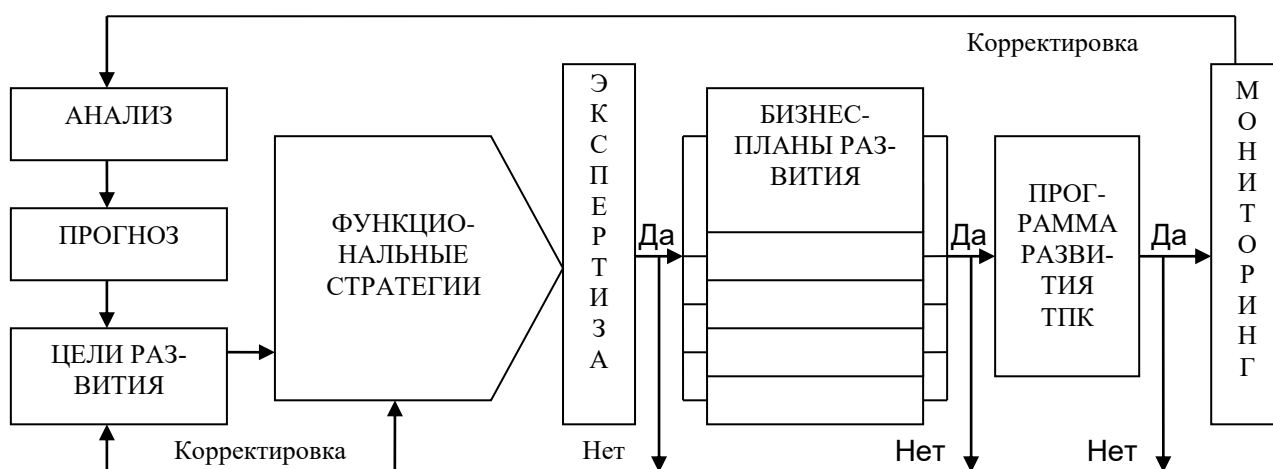 Корректировка
АНАЛИЗ
ПРОГНОЗ
ЦЕЛИ РАЗ-
ВИТИЯ
ФУНКЦИО-
НАЛЬНЫЕ
СТРАТЕГИИ
Э
К
С
П
Е
Р
Т
И
З
А
Да
БИЗНЕС-
ПЛАНЫ РАЗ-
ВИТИЯ
Да
ПРОГ-
РАММА
РАЗВИ-
ТИЯ
ТПК
Да
М
О
Н
И
Т
О
Р
И
Н
Г
Корректировка
Нет
Нет
Нет